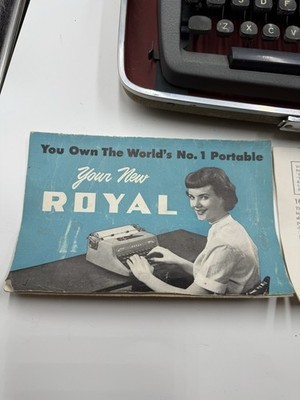 You Own The World's No. 1 Portable
Your New
ROYAL
Z X C V